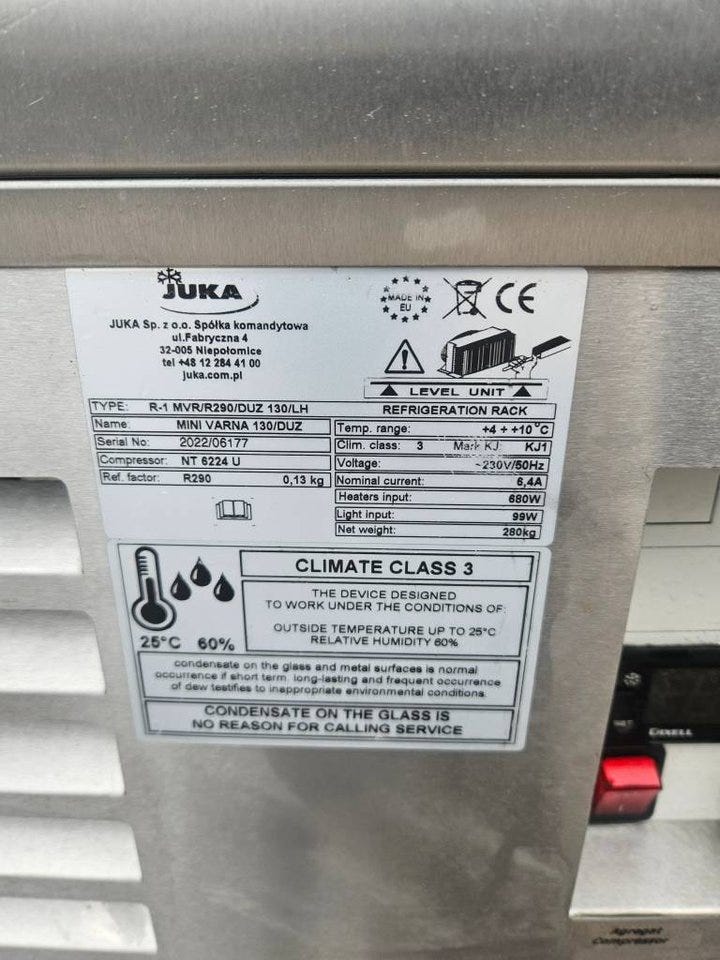 JUKA
JUKA Sp. z o.o. Spółka komandytowa
ul.Fabryczna 4
32-005 Niepołomice
tel +48 12 284 41 00
juka.com.pl
MADE IN
EU
CE
LEVEL UNIT
TYPE: R-1 MVR/R290/DUZ 130/LH
Name: MINI VARNA 130/DUZ
Serial No: 2022/06177
Compressor: NT 6224 U
Ref. factor: R290 0,13 kg
REFRIGERATION RACK
Temp. range: +4 ÷ +10°C
Clim. class: 3 Mark KJ: KJ1
Voltage: ~230V/50Hz
Nominal current: 6,4A
Heaters input: 680W
Light input: 99W
Net weight: 280kg
25°C 60%
CLIMATE CLASS 3
THE DEVICE DESIGNED
TO WORK UNDER THE CONDITIONS OF:
OUTSIDE TEMPERATURE UP TO 25°C
RELATIVE HUMIDITY 60%
condensate on the glass and metal surfaces is normal
occurrence if short term. long-lasting and frequent occurrence
of dew testifies to inappropriate environmental conditions.
CONDENSATE ON THE GLASS IS
NO REASON FOR CALLING SERVICE
SET
DIXELL
Agregat
Compressor